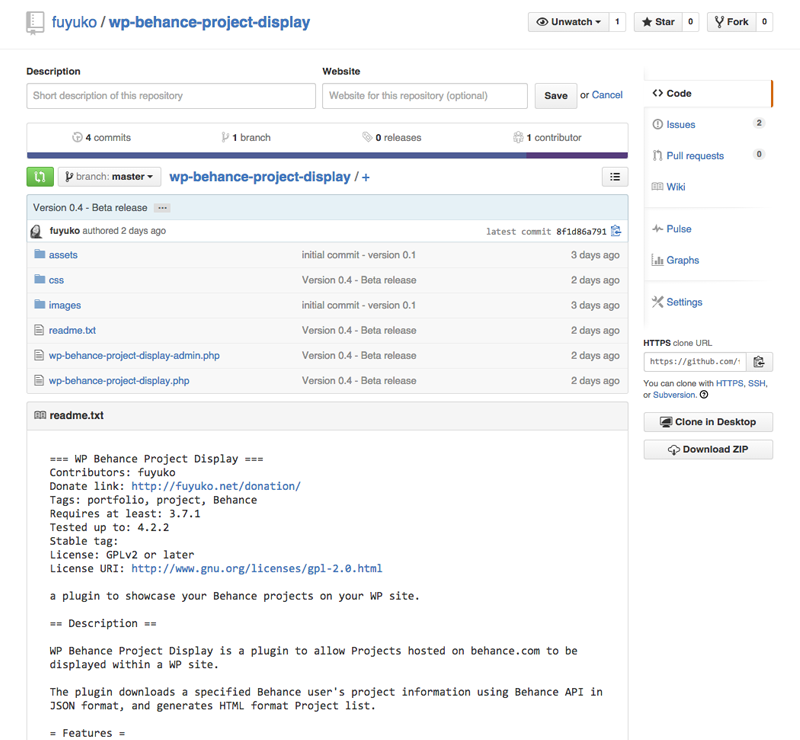 fuyuko / wp-behance-project-display
Unwatch 1 Star 0 Fork 0
Description Website
Short description of this repository Website for this repository (optional) Save or Cancel
4 commits 1 branch 0 releases 1 contributor
branch: master wp-behance-project-display / +
Version 0.4 - Beta release ...
fuyuko authored 2 days ago latest commit 8f1d86a791
assets initial commit - version 0.1 3 days ago
css Version 0.4 - Beta release 2 days ago
images initial commit - version 0.1 3 days ago
readme.txt Version 0.4 - Beta release 2 days ago
wp-behance-project-display-admin.php Version 0.4 - Beta release 2 days ago
wp-behance-project-display.php Version 0.4 - Beta release 2 days ago
readme.txt
=== WP Behance Project Display ===
Contributors: fuyuko
Donate link: http://fuyuko.net/donation/
Tags: portfolio, project, Behance
Requires at least: 3.7.1
Tested up to: 4.2.2
Stable tag:
License: GPLv2 or later
License URI: http://www.gnu.org/licenses/gpl-2.0.html
a plugin to showcase your Behance projects on your WP site.
== Description ==
WP Behance Project Display is a plugin to allow Projects hosted on behance.com to be
displayed within a WP site.
The plugin downloads a specified Behance user's project information using Behance API in
JSON format, and generates HTML format Project list.
= Features =
Code
Issues 2
Pull requests 0
Wiki
Pulse
Graphs
Settings
HTTPS clone URL
https://github.com/
You can clone with HTTPS, SSH,
or Subversion.
Clone in Desktop
Download ZIP